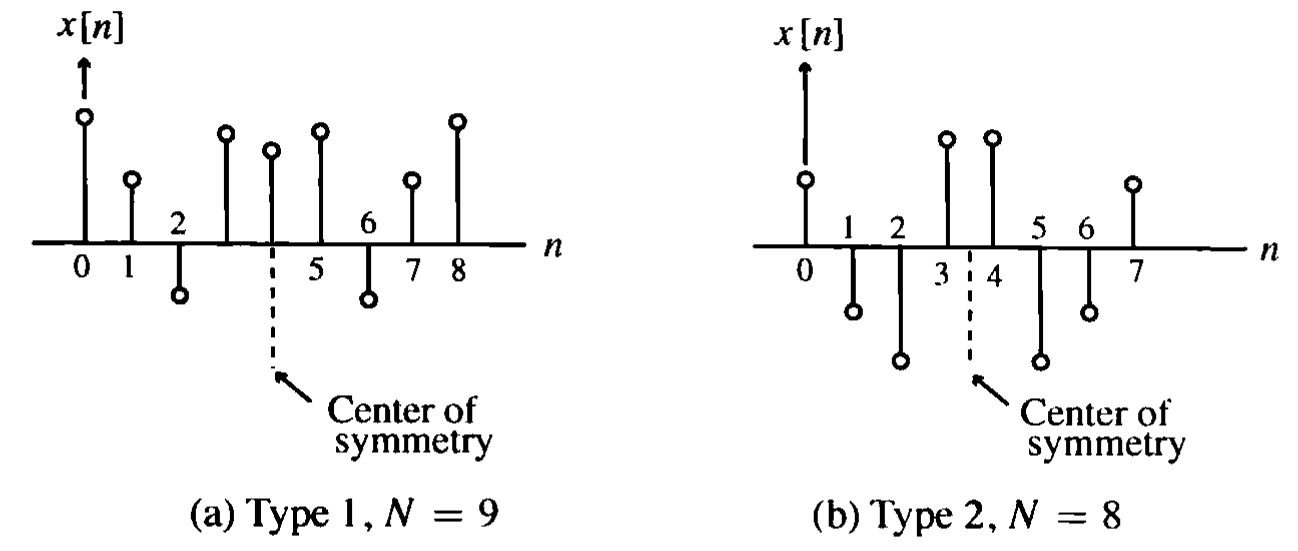 x[n]
2 6
0 1 5 7 8 n
Center of
symmetry
(a) Type 1, N = 9
x[n]
1 2 5 6
0 3 4 7 n
Center of
symmetry
(b) Type 2, N = 8